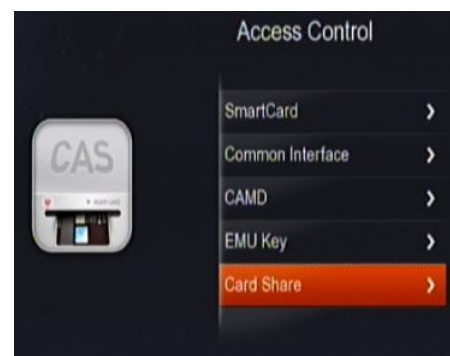 Access Control
SmartCard
Common Interface
CAMD
CAS
EMU Key
Card Share